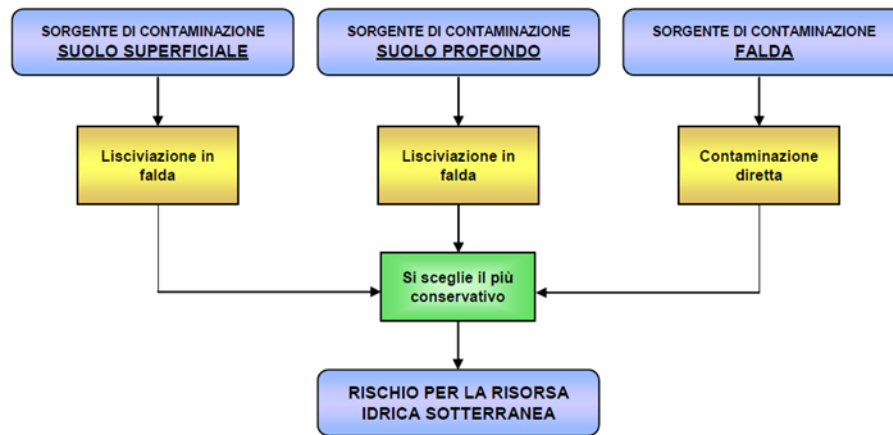 SORGENTE DI CONTAMINAZIONE
SUOLO SUPERFICIALE
SORGENTE DI CONTAMINAZIONE
SUOLO PROFONDO
SORGENTE DI CONTAMINAZIONE
FALDA
Lisciviazione in
falda
Lisciviazione in
falda
Contaminazione
diretta
Si sceglie il più
conservativo
RISCHIO PER LA RISORSA
IDRICA SOTTERRANEA